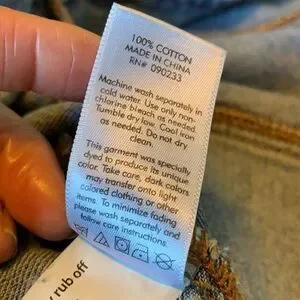 100% COTTON
MADE IN CHINA
RN# 090233
Machine wash separately in
cold water. Use only non-
chlorine bleach as needed
Tumble dry low. Cool iron
as needed. Do not dry
clean.
This garment was specially
dyed to produce its unique
color. Take care, dark colors
may transfer onto light
colored clothing or other
items. To minimize fading
please wash separately and
follow care instructions.
rub off